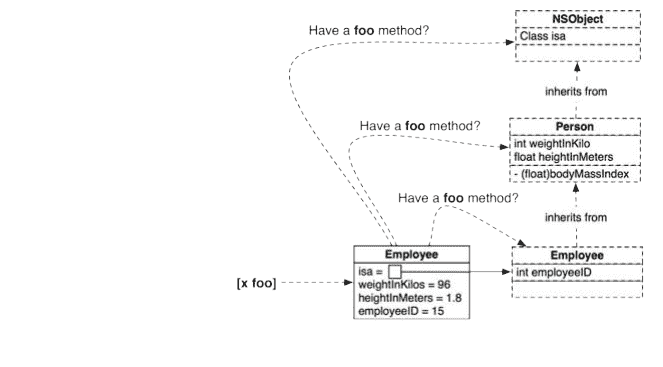 NSObject
Class isa
Have a foo method?
inherits from
Have a foo method?
Person
int weightInKilo
float heightInMeters
- (float)bodyMassIndex
Have a foo method?
inherits from
Employee
isa =
weightInKilos = 96
heightInMeters = 1.8
employeeID = 15
Employee
int employeeID
[x foo]